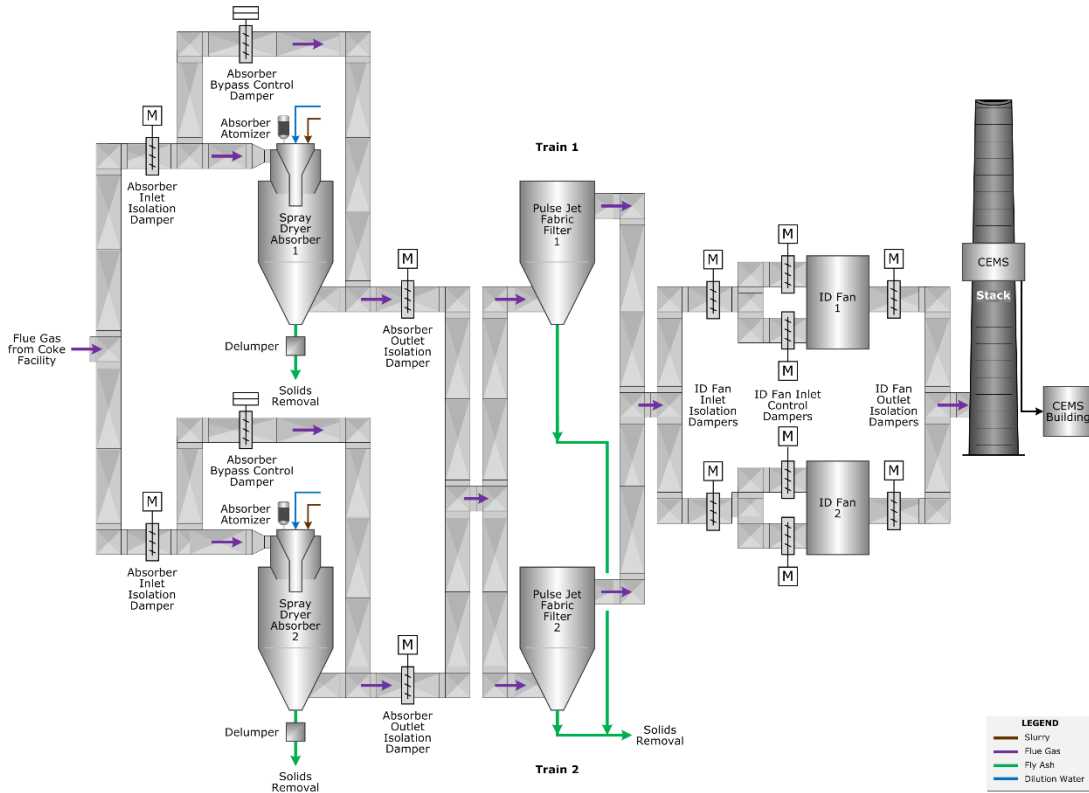 Absorber
Bypass Control
Damper
M
Absorber
Atomizer
Absorber
Inlet
Isolation
Damper
Spray
Dryer
Absorber
1
M
Absorber
Outlet
Isolation
Damper
Delumper
Solids
Removal
Flue Gas
from Coke
Facility
Absorber
Bypass Control
Damper
M
Absorber
Atomizer
Absorber
Inlet
Isolation
Damper
Spray
Dryer
Absorber
2
M
Absorber
Outlet
Isolation
Damper
Delumper
Solids
Removal
Train 1
Pulse Jet
Fabric
Filter
1
Pulse Jet
Fabric
Filter
2
Solids
Removal
Train 2
M
M
M
M
ID Fan
1
ID Fan
Inlet
Isolation
Dampers
ID Fan Inlet
Control
Dampers
ID Fan
Outlet
Isolation
Dampers
M
M
M
M
ID Fan
2
CEMS
Stack
CEMS
Building
LEGEND
Slurry
Flue Gas
Fly Ash
Dilution Water